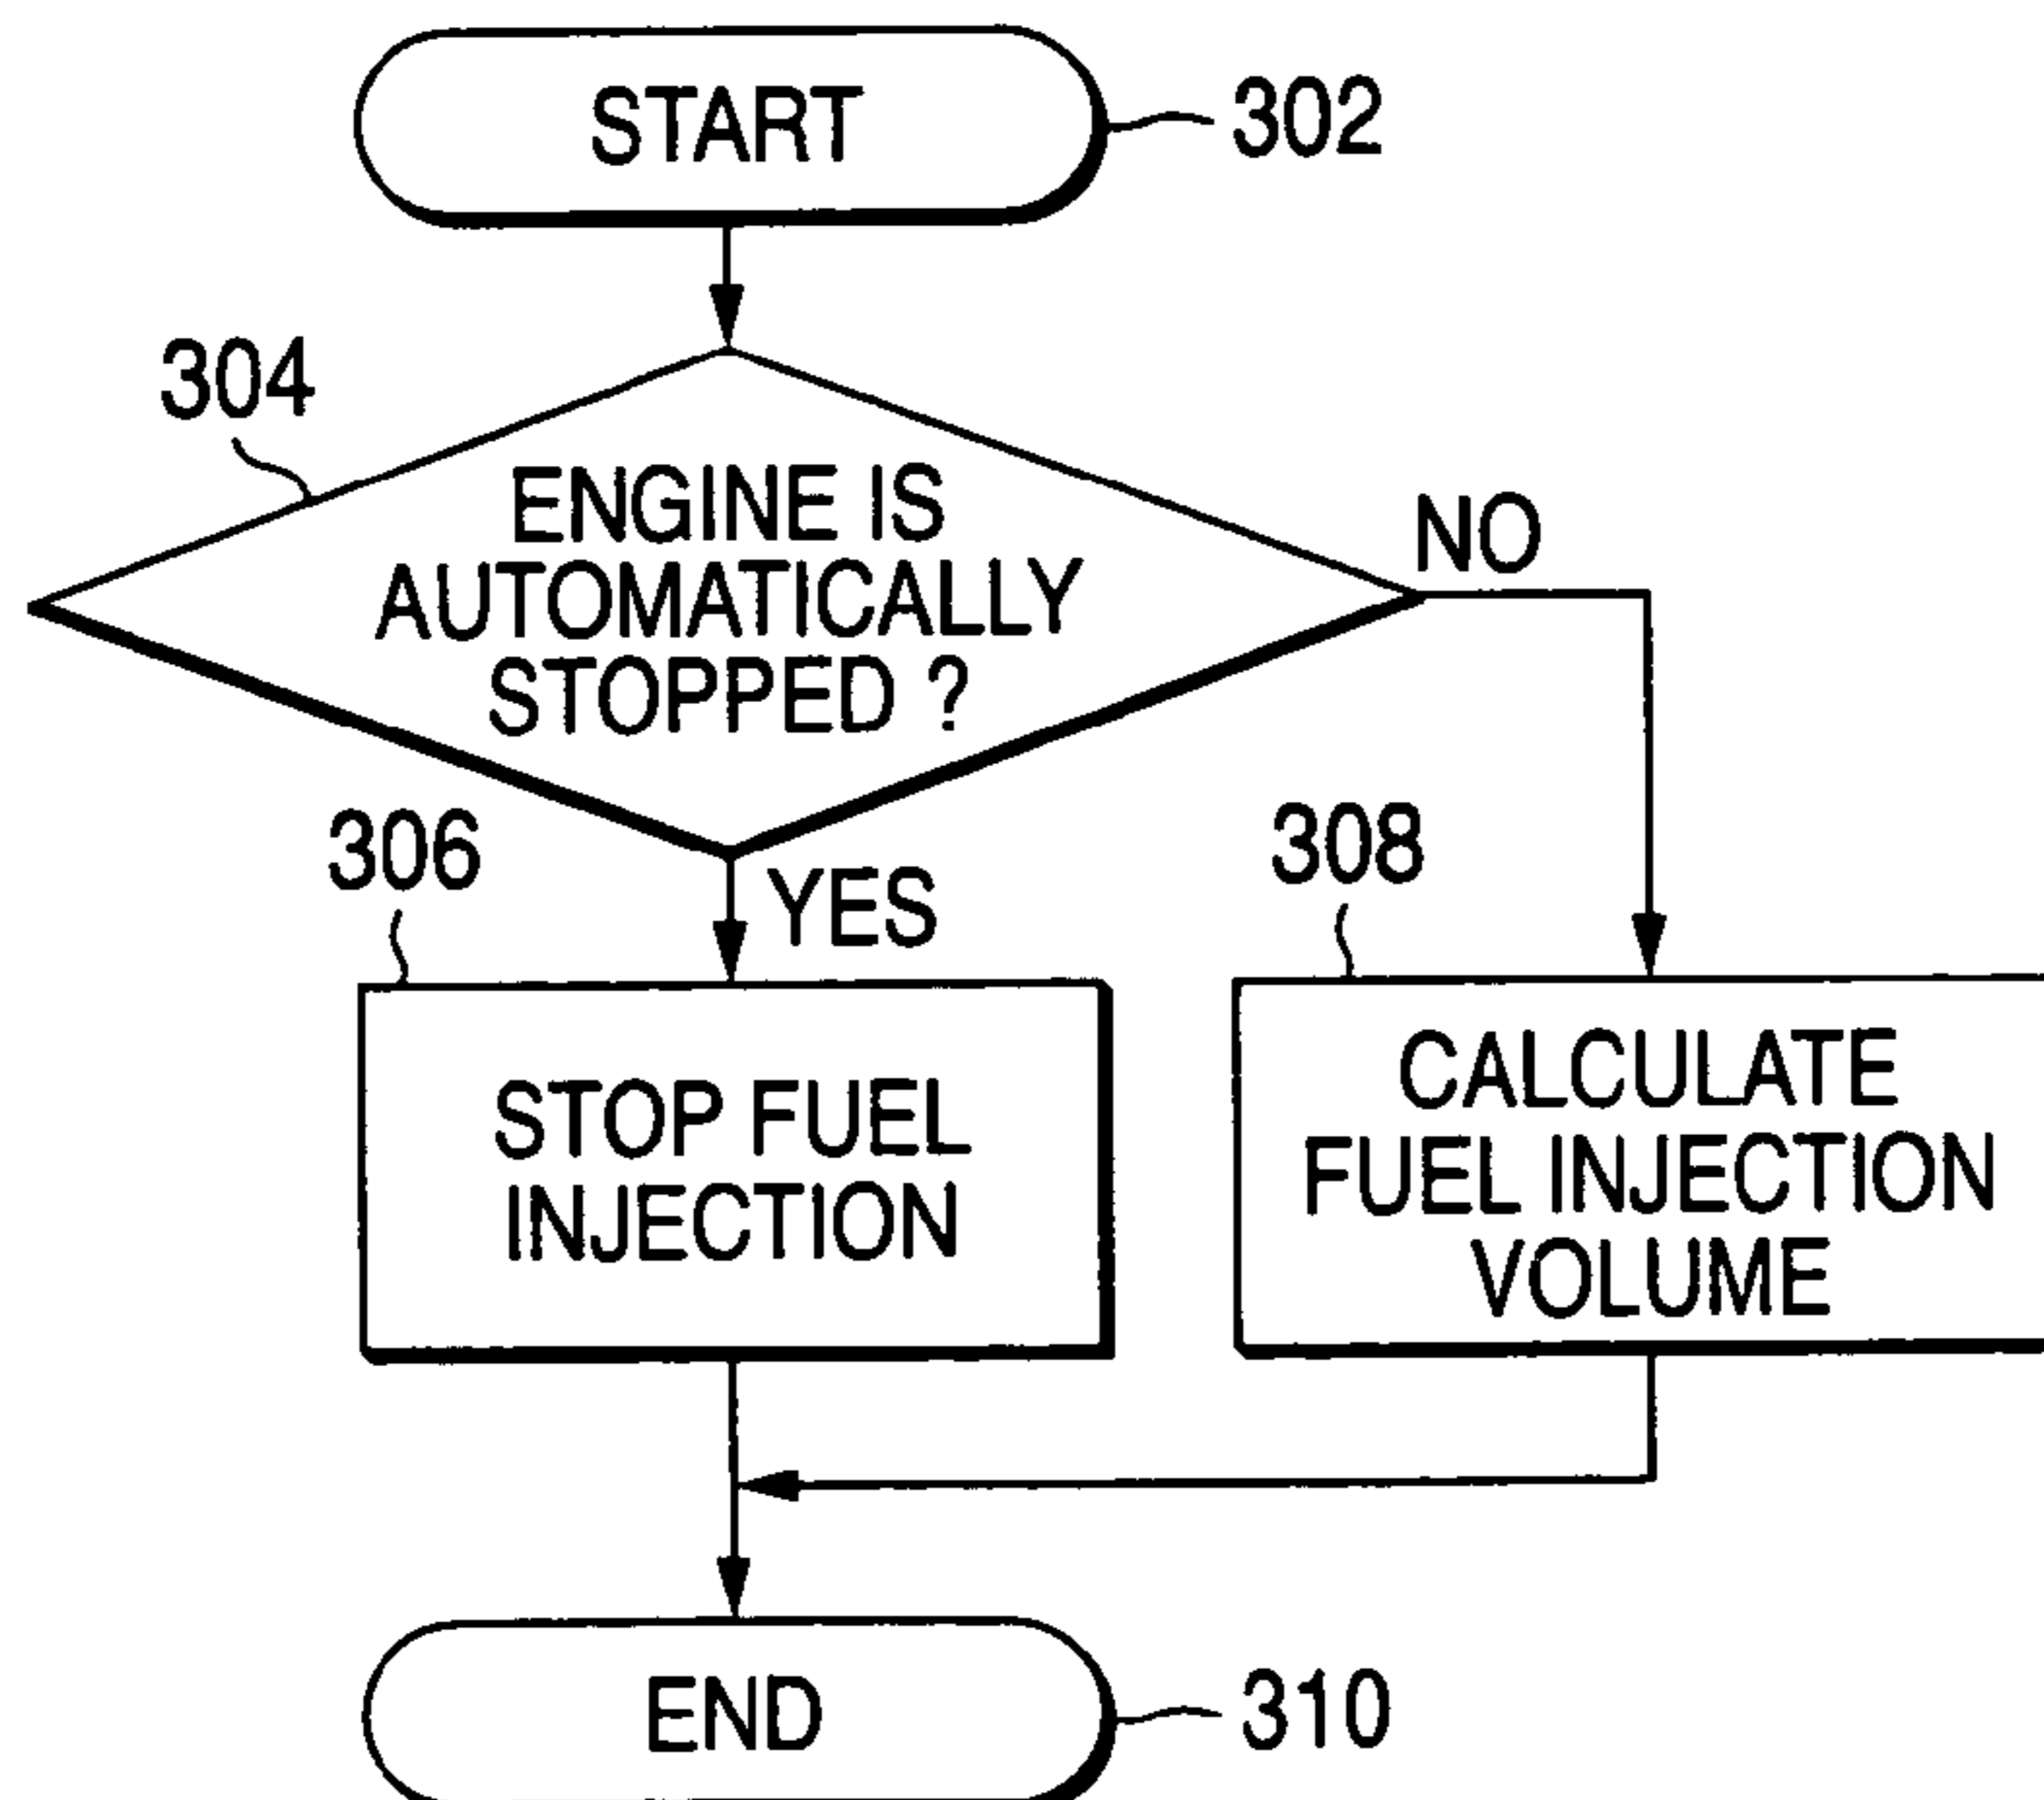 START
302
304
ENGINE IS
AUTOMATICALLY
STOPPED ?
NO
YES
306
308
STOP FUEL
INJECTION
CALCULATE
FUEL INJECTION
VOLUME
END
310